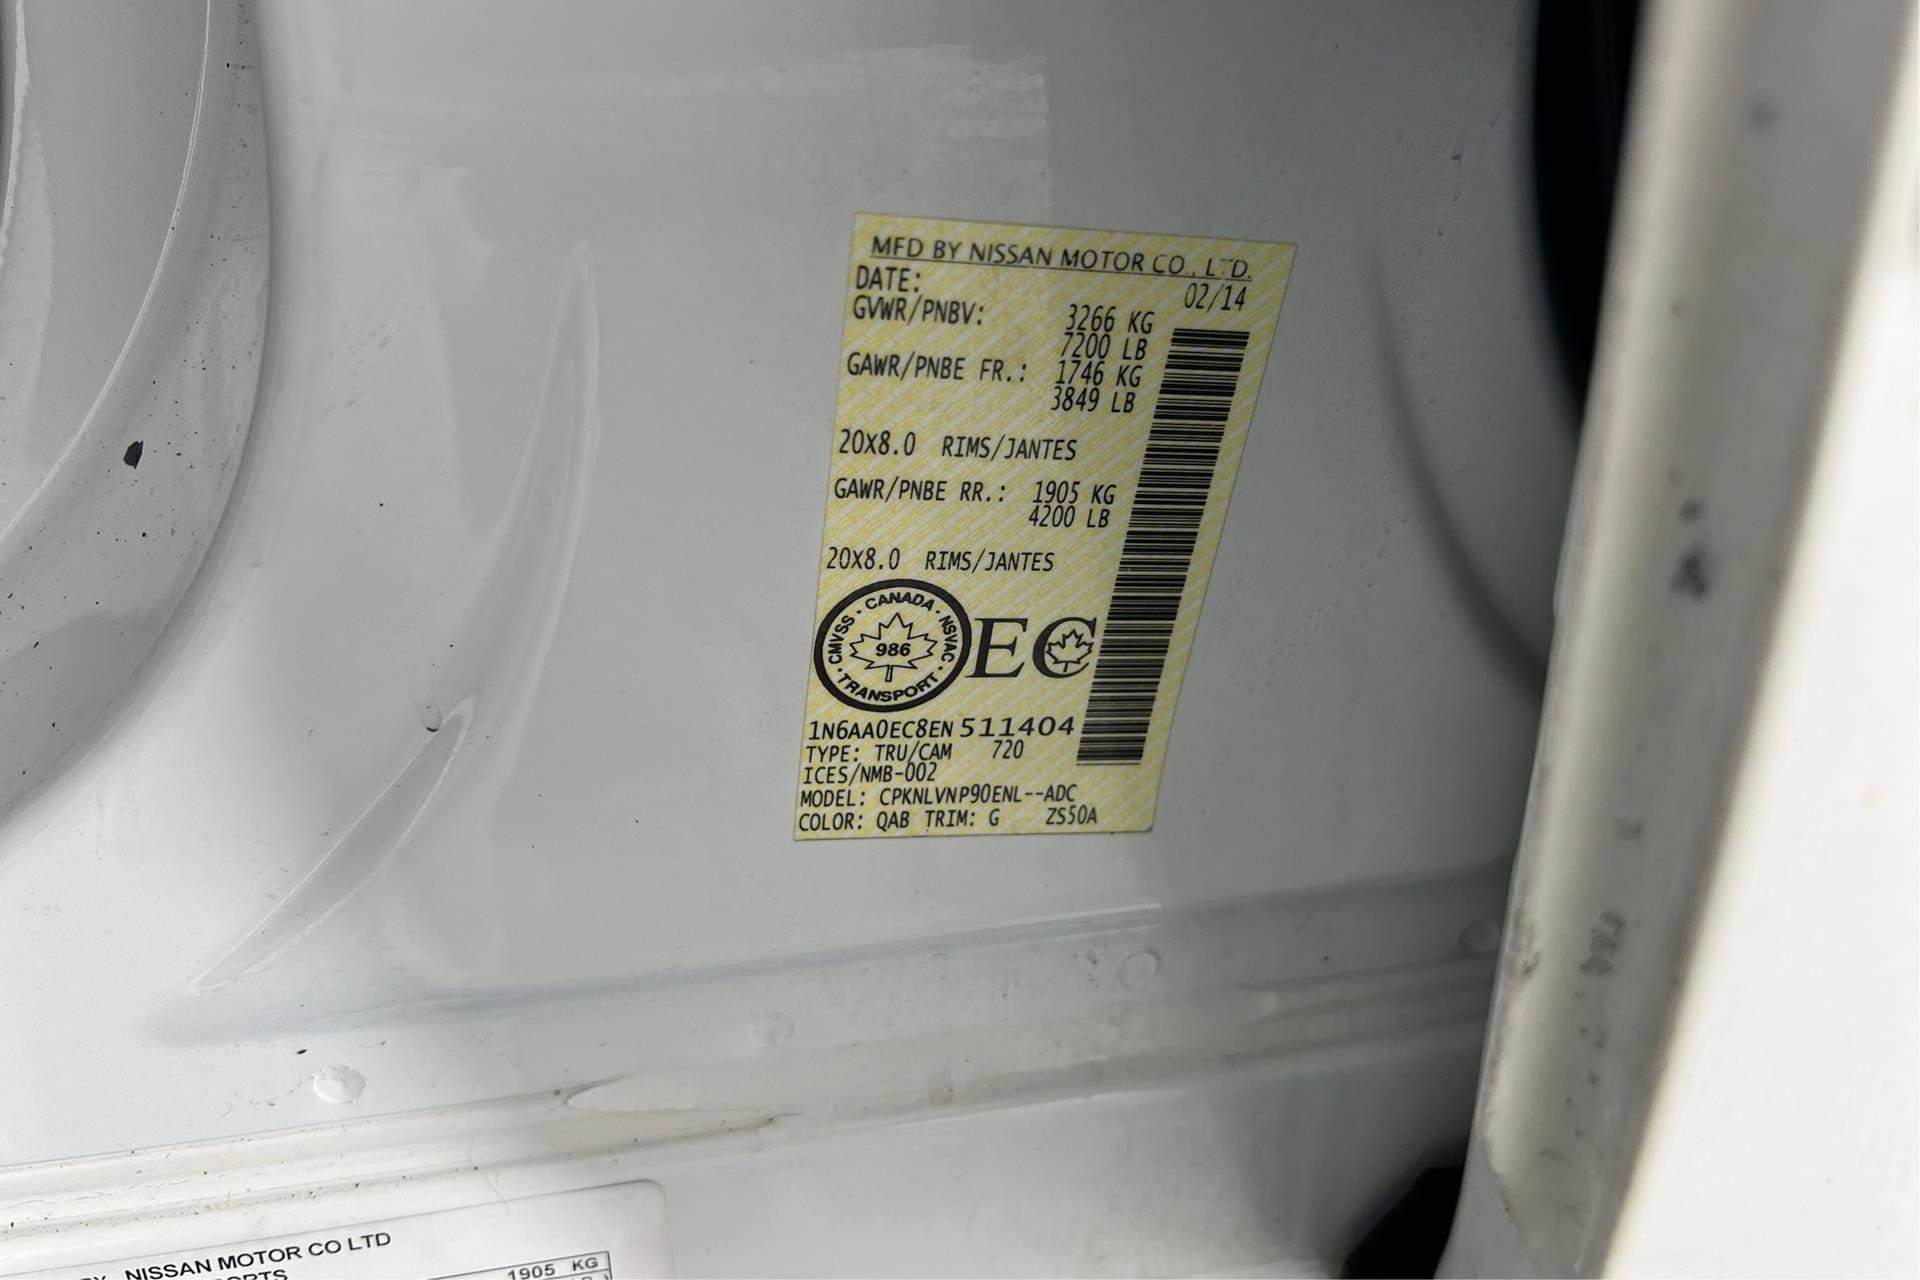 MFD BY NISSAN MOTOR CO., LTD.
DATE: 02/14
GVWR/PNBV: 3266 KG
7200 LB
GAWR/PNBE FR.: 1746 KG
3849 LB
20X8.0 RIMS/JANTES
GAWR/PNBE RR.: 1905 KG
4200 LB
20X8.0 RIMS/JANTES
CANADA · NSVAC · TRANSPORT · CMVSS ·
986
EC
1N6AA0EC8EN511404
TYPE: TRU/CAM 720
ICES/NMB-002
MODEL: CPKNLVNP90ENL--ADC
COLOR: QAB TRIM: G ZS50A
NISSAN MOTOR CO LTD
1905 KG